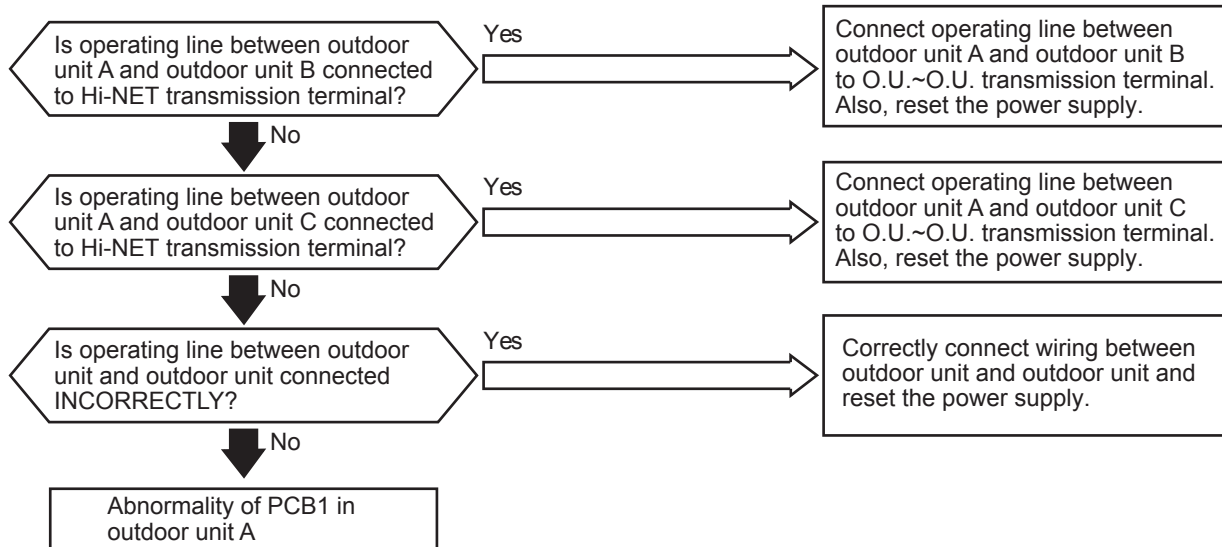 Is operating line between outdoor
unit A and outdoor unit B connected
to Hi-NET transmission terminal?
Yes
Connect operating line between
outdoor unit A and outdoor unit B
to O.U.~O.U. transmission terminal.
Also, reset the power supply.
No
Is operating line between outdoor
unit A and outdoor unit C connected
to Hi-NET transmission terminal?
Yes
Connect operating line between
outdoor unit A and outdoor unit C
to O.U.~O.U. transmission terminal.
Also, reset the power supply.
No
Is operating line between outdoor
unit and outdoor unit connected
INCORRECTLY?
Yes
Correctly connect wiring between
outdoor unit and outdoor unit and
reset the power supply.
No
Abnormality of PCB1 in
outdoor unit A